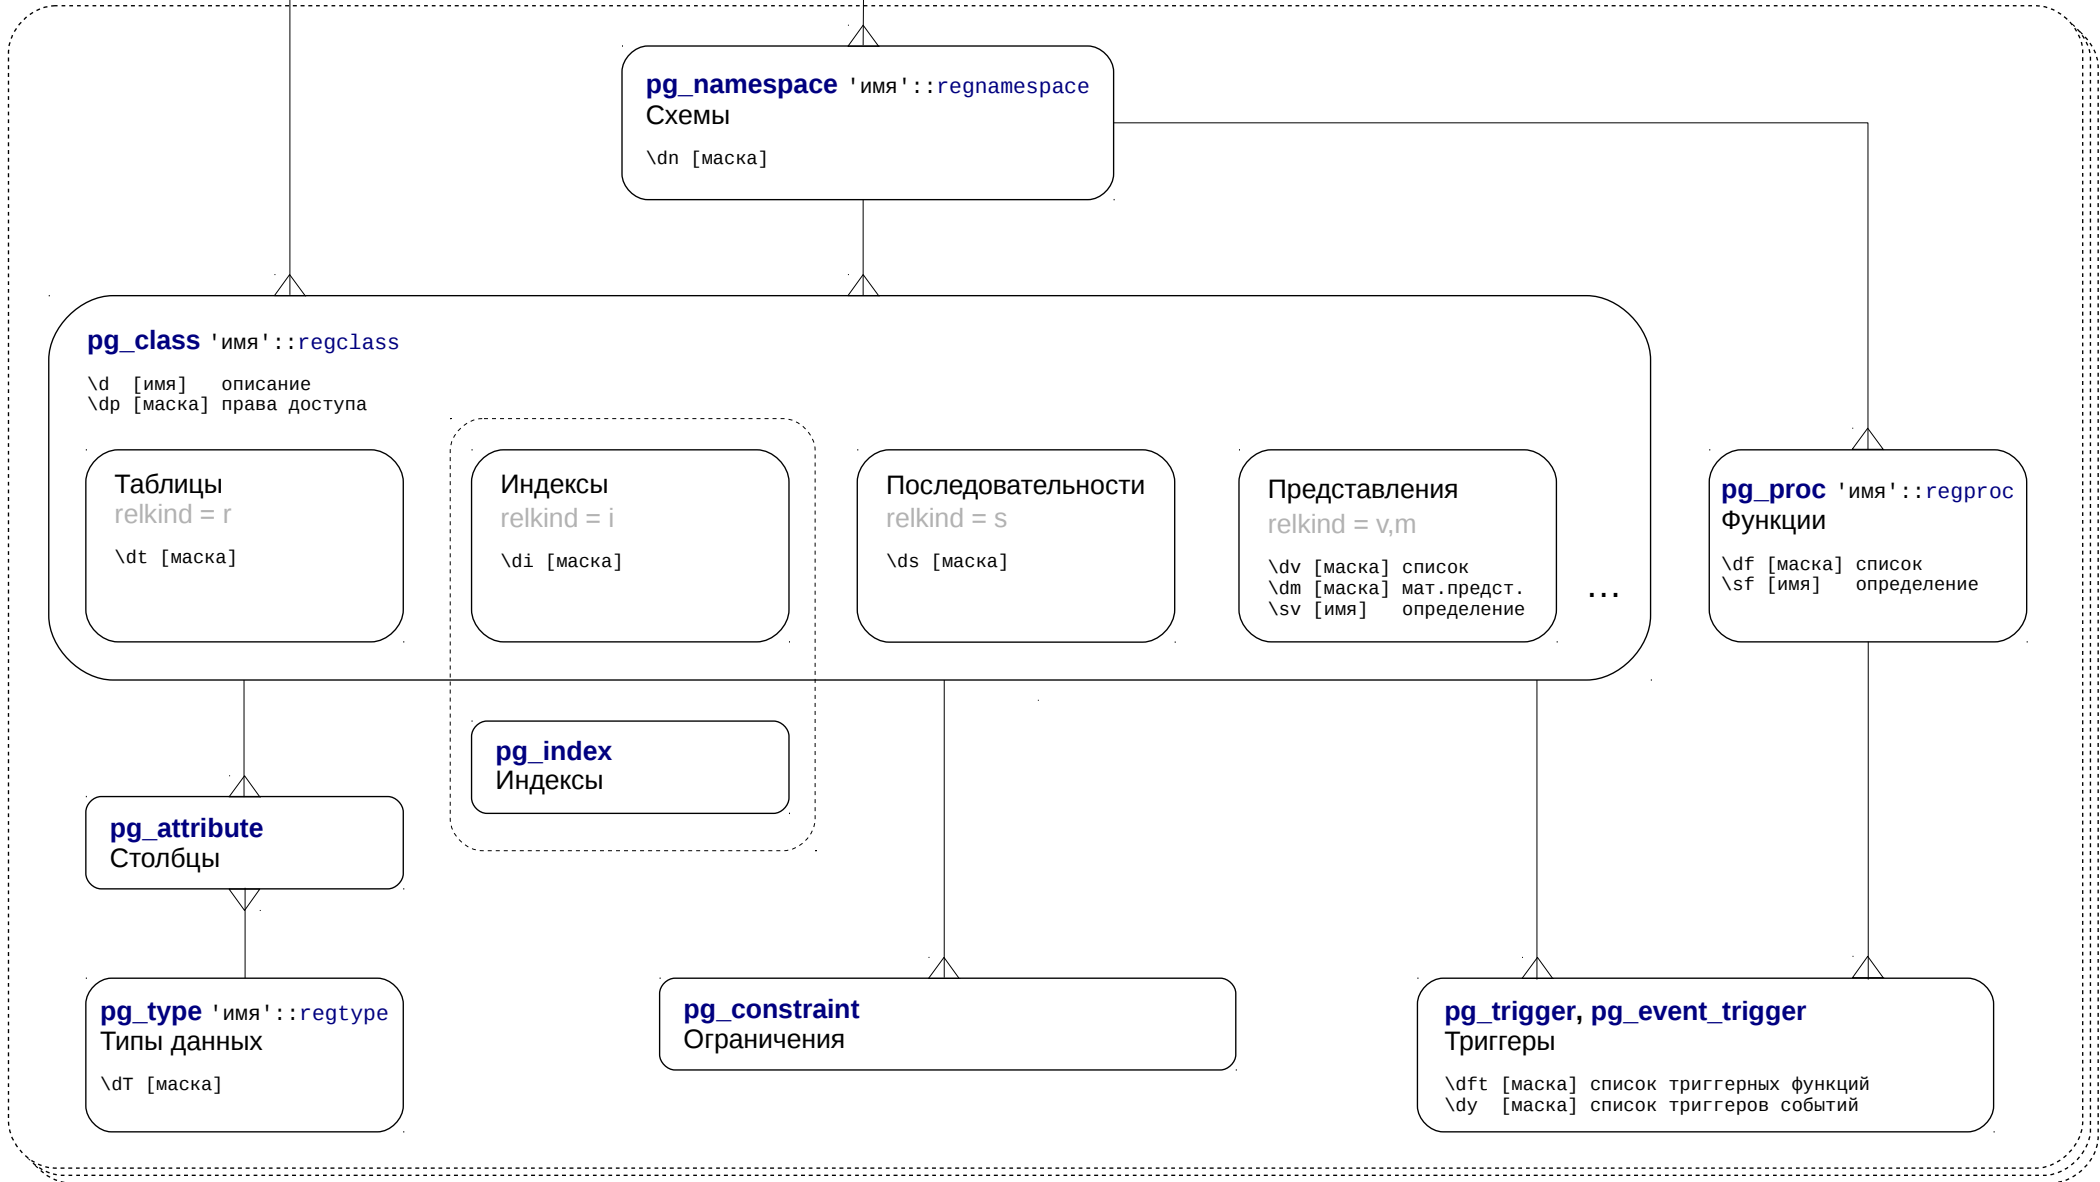 pg_namespace 'имя'::regnamespace
Схемы
\dn [маска]
pg_class 'имя'::regclass
\d  [имя]   описание
\dp [маска] права доступа
Таблицы
relkind = r
\dt [маска]
Индексы
relkind = i
\di [маска]
Последовательности
relkind = s
\ds [маска]
Представления
relkind = v,m
\dv [маска] список
\dm [маска] мат.предст.
\sv [имя]   определение
...
pg_proc 'имя'::regproc
Функции
\df [маска] список
\sf [имя]   определение
pg_index
Индексы
pg_attribute
Столбцы
pg_type 'имя'::regtype
Типы данных
\dT [маска]
pg_constraint
Ограничения
pg_trigger, pg_event_trigger
Триггеры
\dft [маска] список триггерных функций
\dy  [маска] список триггеров событий